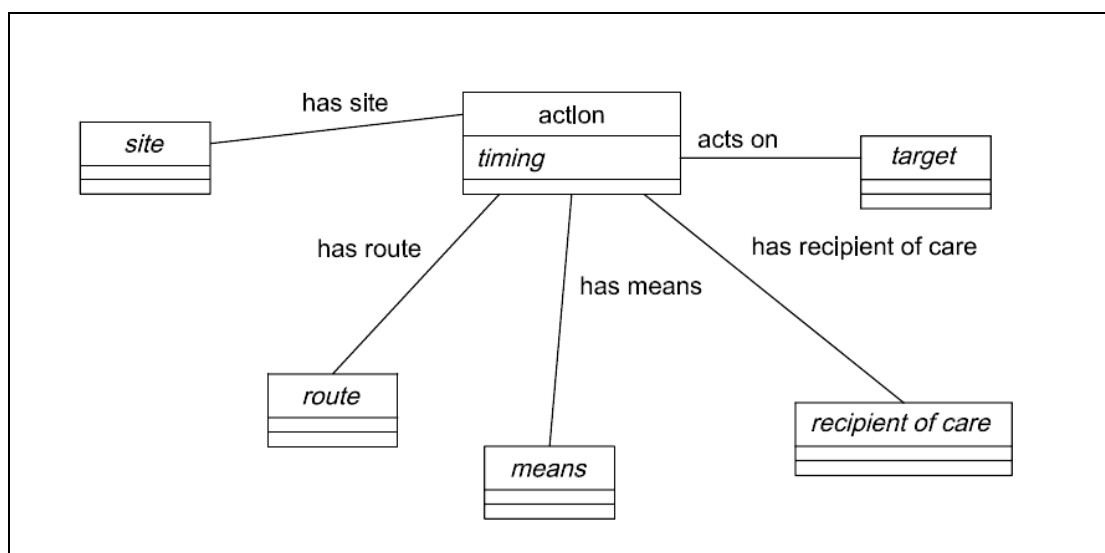 has site
actIon
site
timing
acts on
target
has route
has recipient of care
has means
route
recipient of care
means